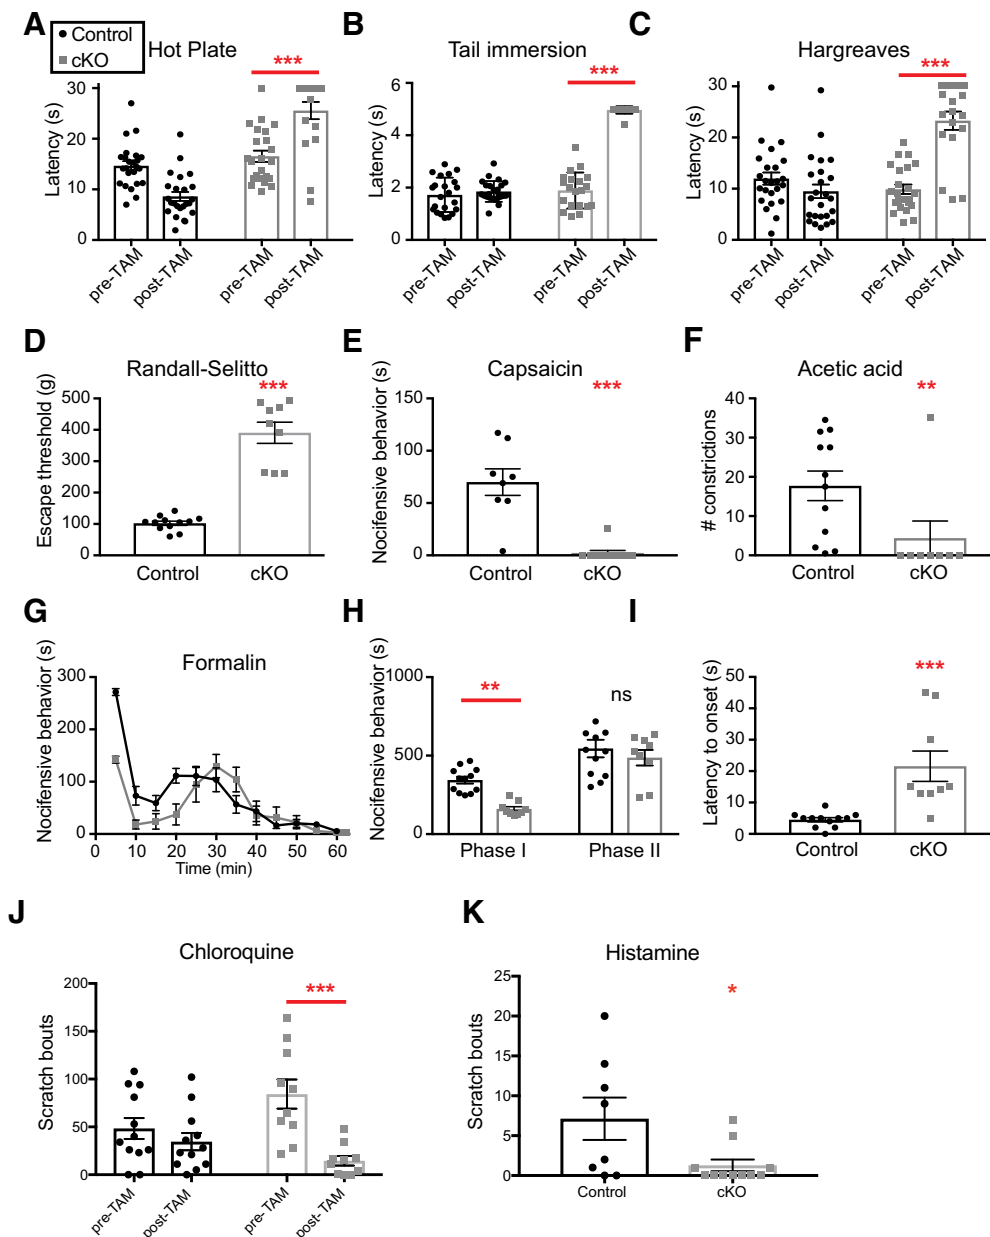 A
Control
cKO
Hot Plate
***
Latency (s)
30
20
10
0
pre-TAM
post-TAM
pre-TAM
post-TAM
B
Tail immersion
***
Latency (s)
6
4
2
0
pre-TAM
post-TAM
pre-TAM
post-TAM
C
Hargreaves
***
Latency (s)
30
20
10
0
pre-TAM
post-TAM
pre-TAM
post-TAM
D
Randall-Selitto
***
Escape threshold (g)
500
400
300
200
100
0
Control
cKO
E
Capsaicin
***
Nocifensive behavior (s)
150
100
50
0
Control
cKO
F
Acetic acid
**
# constrictions
40
30
20
10
0
Control
cKO
G
Formalin
Nocifensive behavior (s)
300
200
100
0
0 10 20 30 40 50 60
Time (min)
H
**
ns
Nocifensive behavior (s)
1000
500
0
Phase I
Phase II
I
***
Latency to onset (s)
50
40
30
20
10
0
Control
cKO
J
Chloroquine
***
Scratch bouts
200
150
100
50
0
pre-TAM
post-TAM
pre-TAM
post-TAM
K
Histamine
*
Scratch bouts
25
20
15
10
5
0
Control
cKO